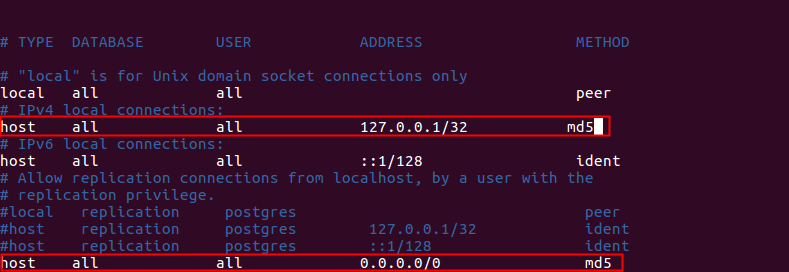 # TYPE  DATABASE        USER            ADDRESS                 METHOD
# "local" is for Unix domain socket connections only
local   all             all                                     peer
# IPv4 local connections:
host    all             all             127.0.0.1/32           md5
# IPv6 local connections:
host    all             all             ::1/128                 ident
# Allow replication connections from localhost, by a user with the
# replication privilege.
#local   replication     postgres                                peer
#host    replication     postgres        127.0.0.1/32            ident
#host    replication     postgres        ::1/128                 ident
host    all             all             0.0.0.0/0                md5